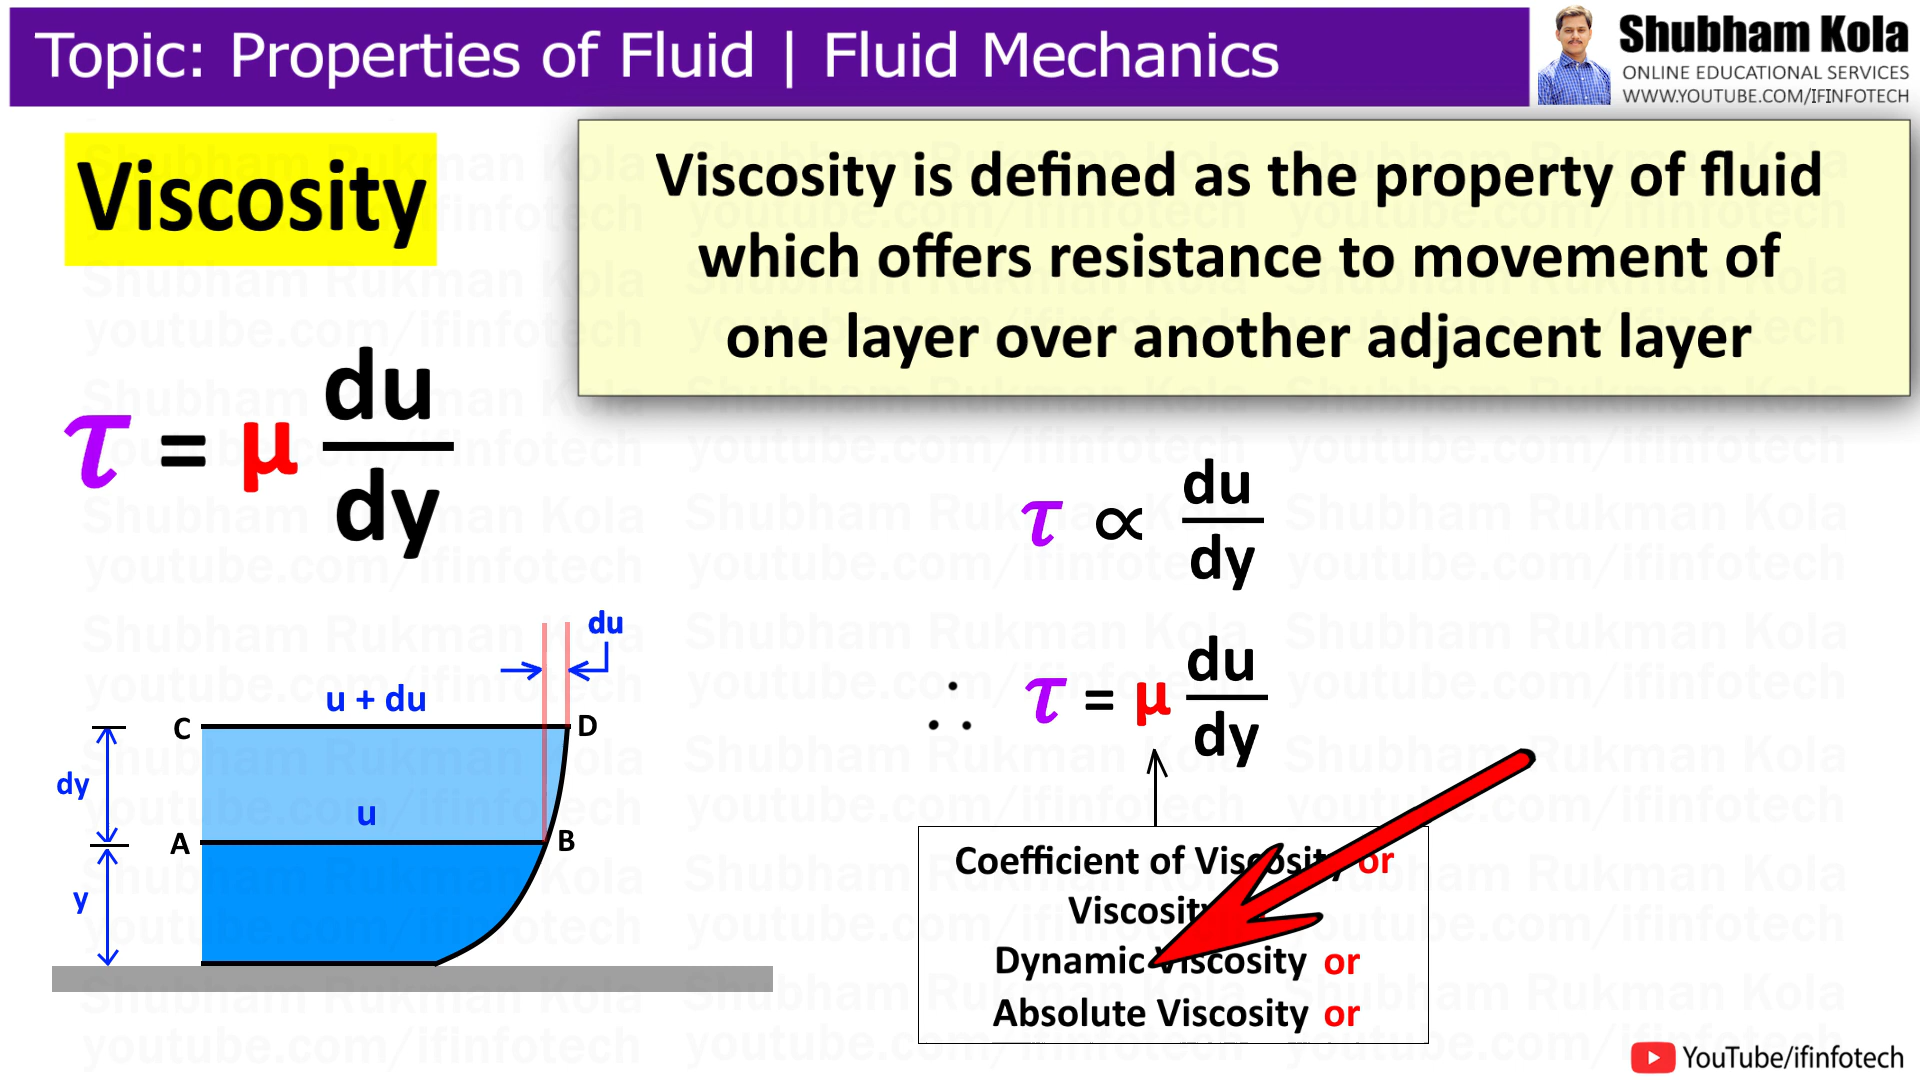 Topic: Properties of Fluid | Fluid Mechanics
Shubham Kola
ONLINE EDUCATIONAL SERVICES
WWW.YOUTUBE.COM/IFINFOTECH
Viscosity
Viscosity is defined as the property of fluid
which offers resistance to movement of
one layer over another adjacent layer
τ = μ du/dy
τ ∝ du/dy
∴ τ = μ du/dy
du
u + du
C
D
dy
u
A
B
y
Coefficient of Viscosity or
Viscosity
Dynamic Viscosity or
Absolute Viscosity or
YouTube/ifinfotech
Shubham Rukman Kola
youtube.com/ifinfotech